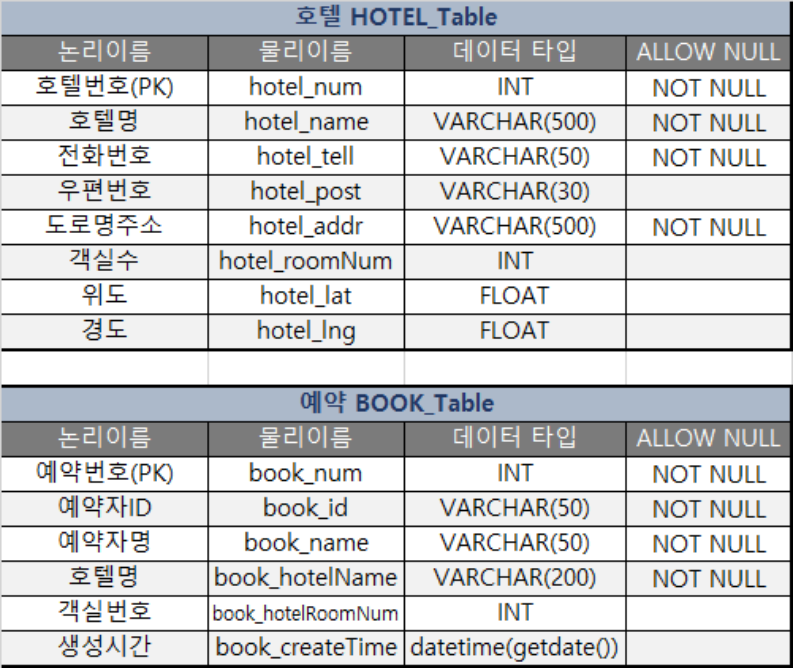 호텔 HOTEL_Table
논리이름 물리이름 데이터 타입 ALLOW NULL
호텔번호(PK) hotel_num INT NOT NULL
호텔명 hotel_name VARCHAR(500) NOT NULL
전화번호 hotel_tell VARCHAR(50) NOT NULL
우편번호 hotel_post VARCHAR(30)
도로명주소 hotel_addr VARCHAR(500) NOT NULL
객실수 hotel_roomNum INT
위도 hotel_lat FLOAT
경도 hotel_lng FLOAT
예약 BOOK_Table
논리이름 물리이름 데이터 타입 ALLOW NULL
예약번호(PK) book_num INT NOT NULL
예약자ID book_id VARCHAR(50) NOT NULL
예약자명 book_name VARCHAR(50) NOT NULL
호텔명 book_hotelName VARCHAR(200) NOT NULL
객실번호 book_hotelRoomNum INT
생성시간 book_createTime datetime(getdate())